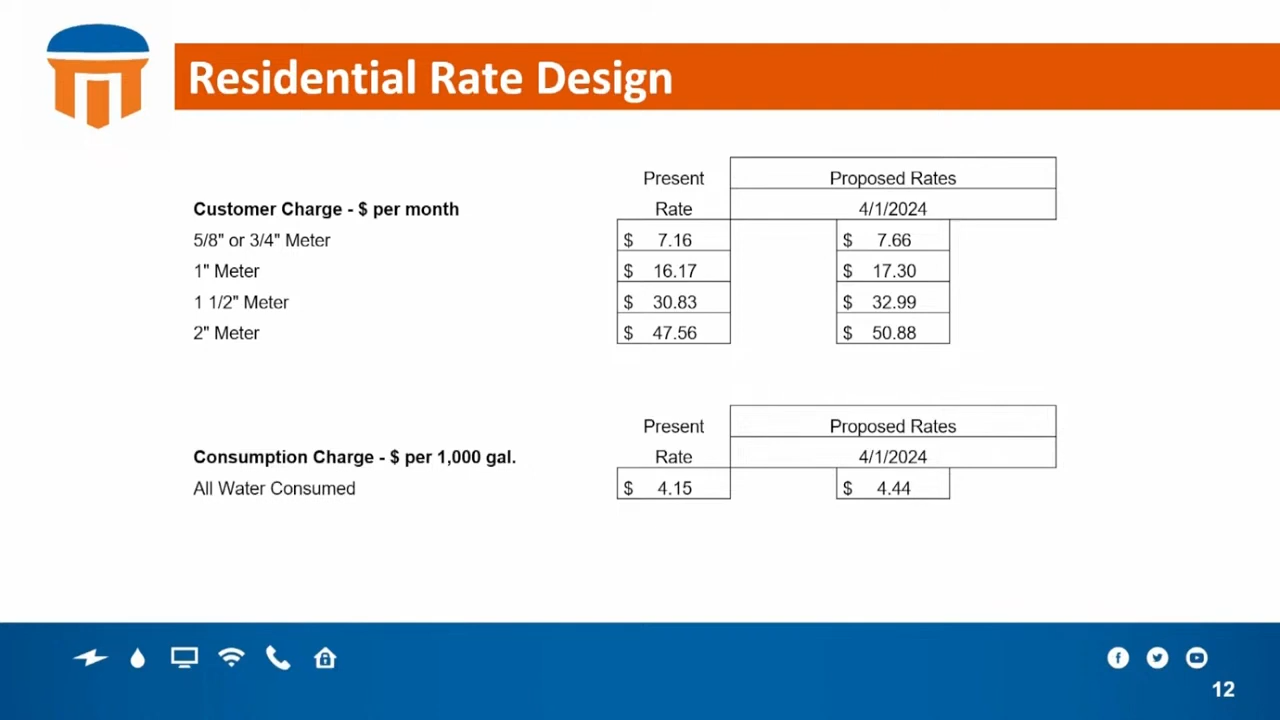 Residential Rate Design
Present Proposed Rates
Customer Charge - $ per month Rate 4/1/2024
5/8" or 3/4" Meter $ 7.16 $ 7.66
1" Meter $ 16.17 $ 17.30
1 1/2" Meter $ 30.83 $ 32.99
2" Meter $ 47.56 $ 50.88
Present Proposed Rates
Consumption Charge - $ per 1,000 gal. Rate 4/1/2024
All Water Consumed $ 4.15 $ 4.44
12